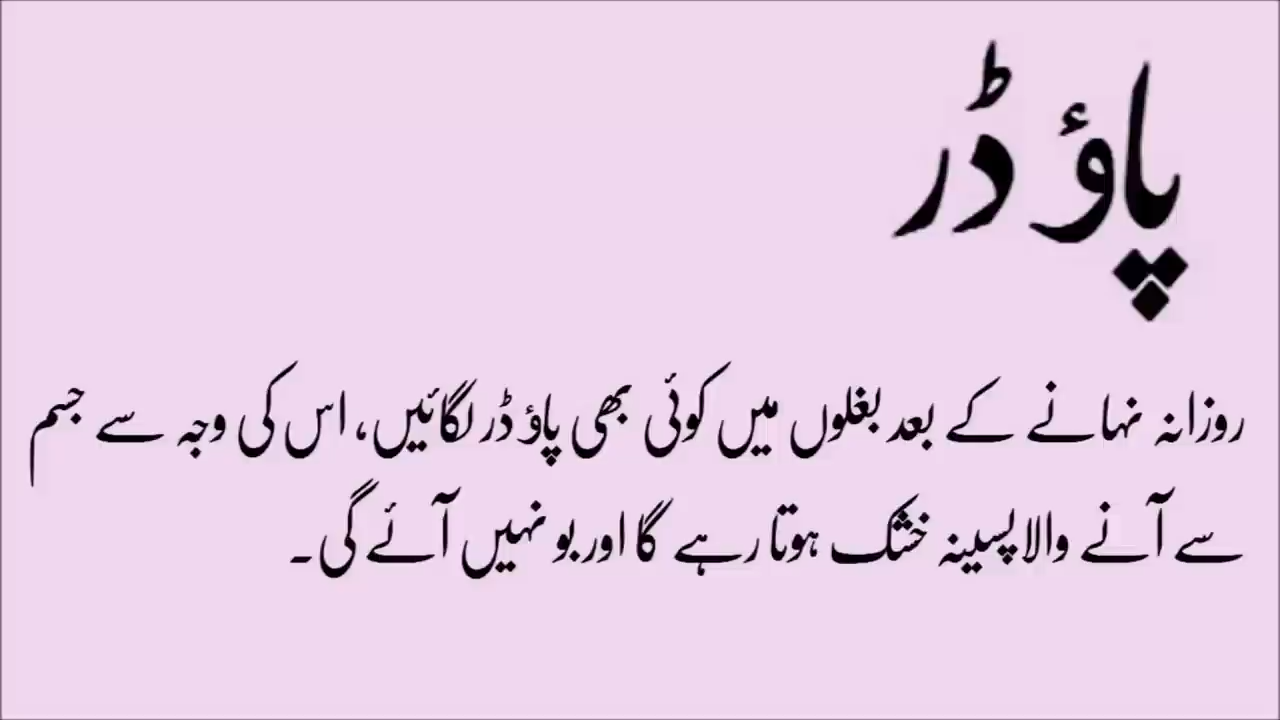 پاؤڈر
روزانہ نہانے کے بعد بغلوں میں کوئی بھی پاؤڈر لگائیں، اس کی وجہ سے جسم
سے آنے والا پسینہ خشک ہوتا رہے گا اور بو نہیں آئے گی۔